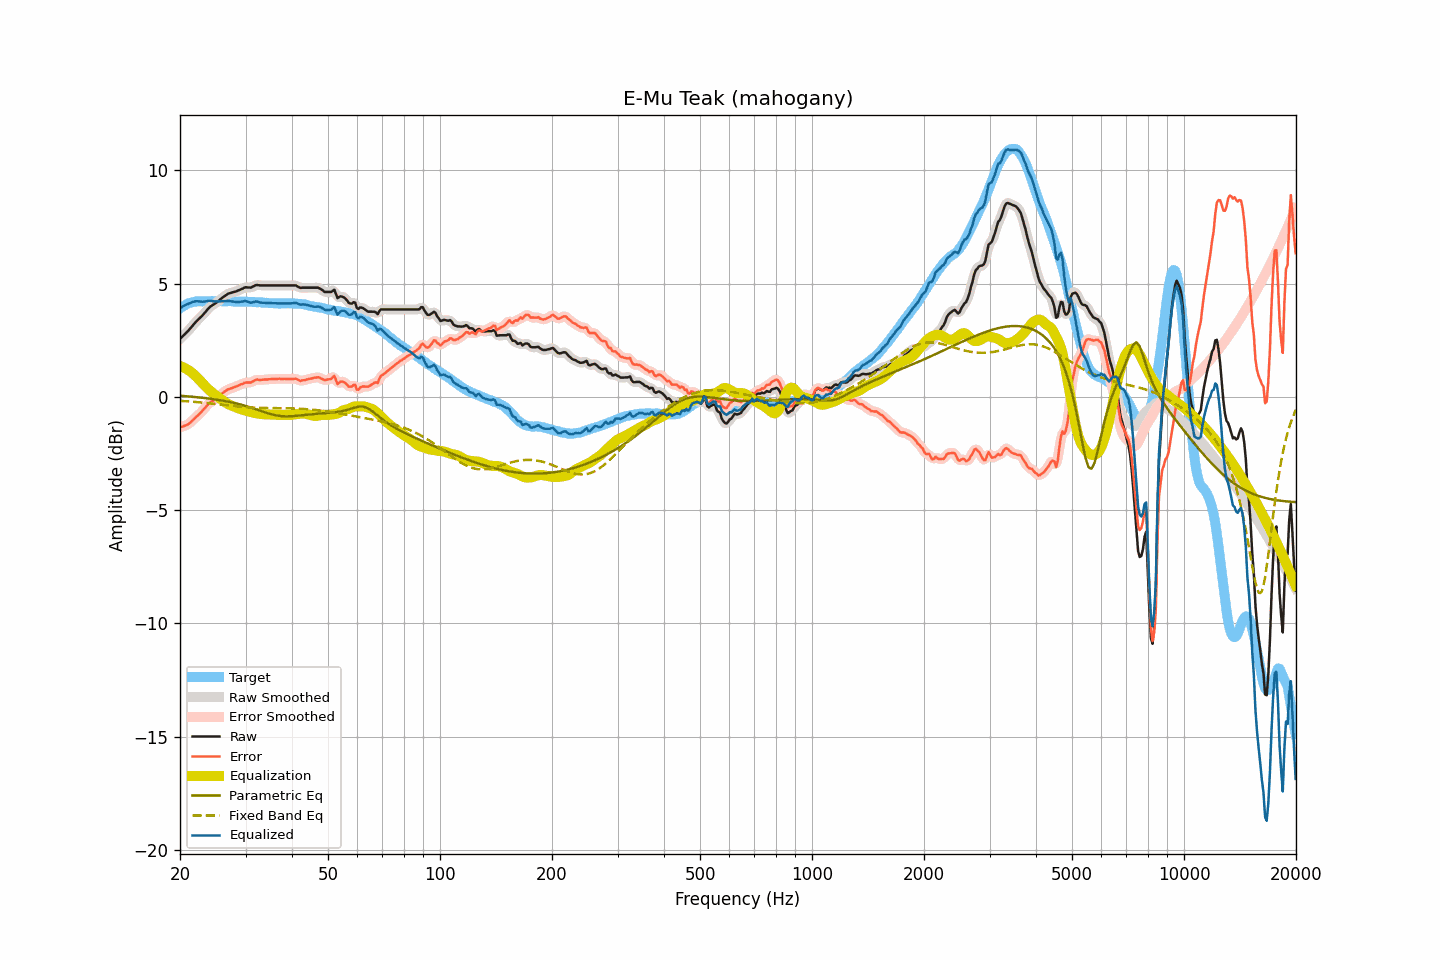 E-Mu Teak (mahogany)
10
5
0
−5
−10
−15
−20
Amplitude (dBr)
Target
Raw Smoothed
Error Smoothed
Raw
Error
Equalization
Parametric Eq
Fixed Band Eq
Equalized
20 50 100 200 500 1000 2000 5000 10000 20000
Frequency (Hz)